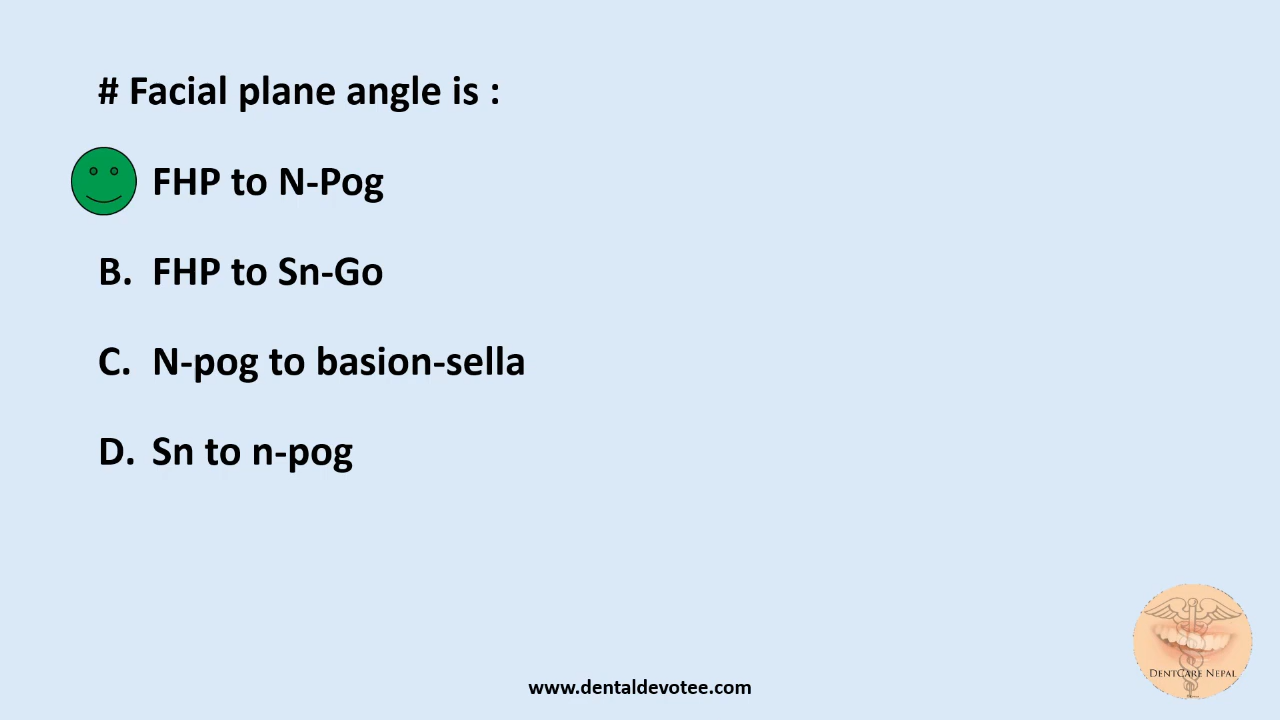 # Facial plane angle is :
FHP to N-Pog
B. FHP to Sn-Go
C. N-pog to basion-sella
D. Sn to n-pog
DentCare Nepal
www.dentaldevotee.com